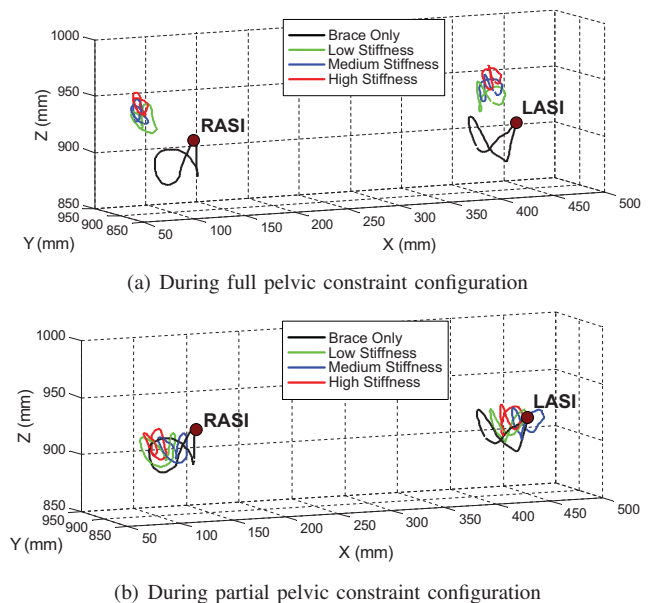 1000
950
900
850
Z (mm)
Brace Only
Low Stiffness
Medium Stiffness
High Stiffness
RASI
LASI
950
900
850
Y (mm)
50
100
150
200
250
300
350
400
450
500
X (mm)
(a) During full pelvic constraint configuration
1000
950
900
850
Z (mm)
Brace Only
Low Stiffness
Medium Stiffness
High Stiffness
RASI
LASI
950
900
850
Y (mm)
50
100
150
200
250
300
350
400
450
500
X (mm)
(b) During partial pelvic constraint configuration